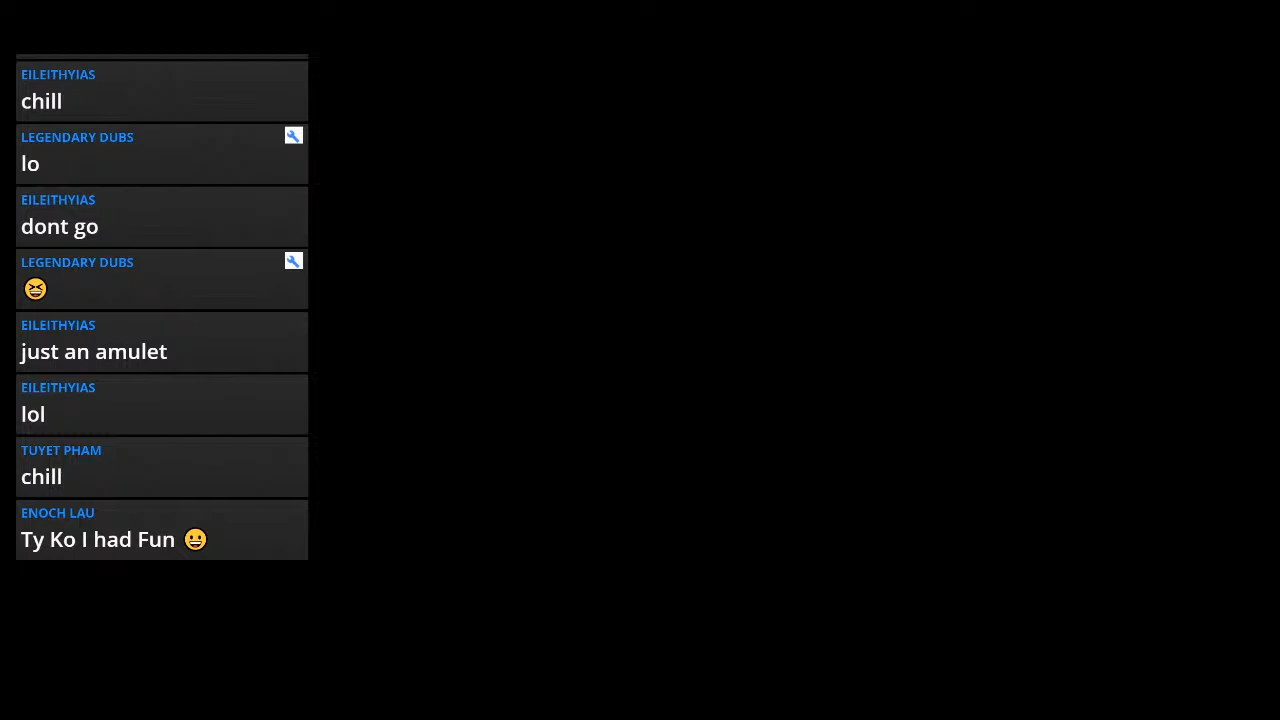 EILEITHYIAS
chill
LEGENDARY DUBS
lo
EILEITHYIAS
dont go
LEGENDARY DUBS
😆
EILEITHYIAS
just an amulet
EILEITHYIAS
lol
TUYET PHAM
chill
ENOCH LAU
Ty Ko I had Fun 😀